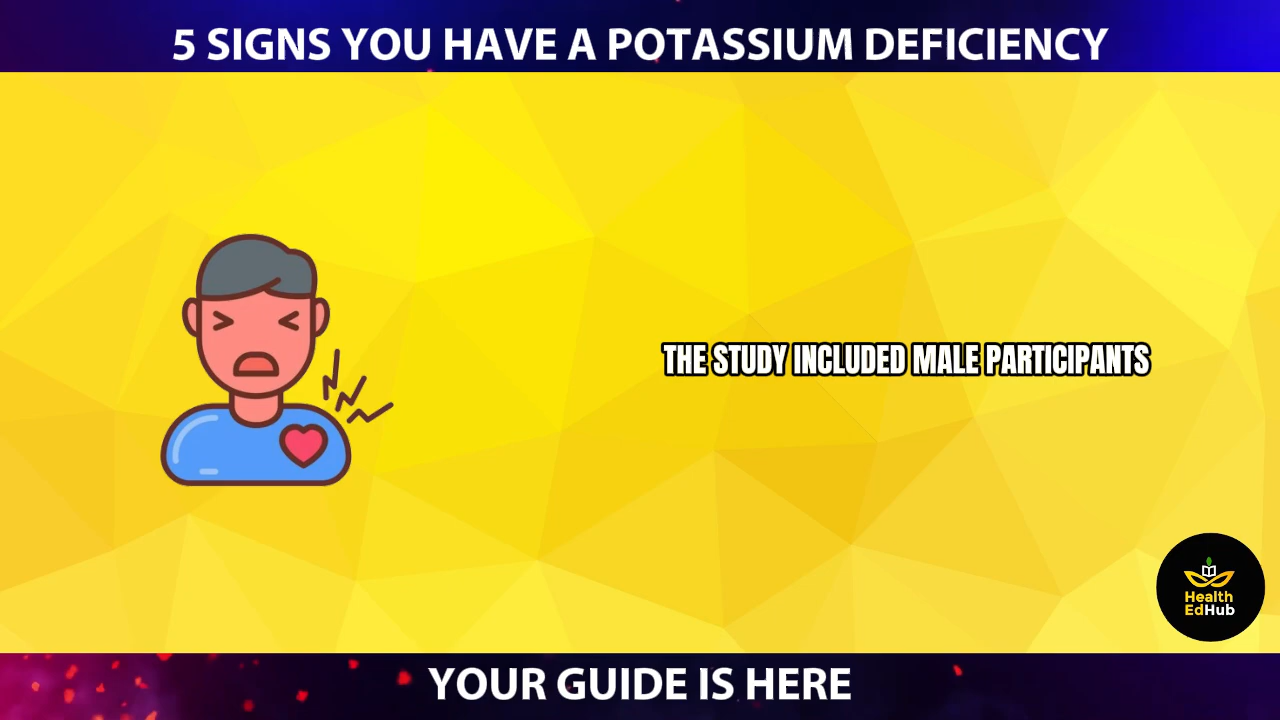 5 SIGNS YOU HAVE A POTASSIUM DEFICIENCY
THE STUDY INCLUDED MALE PARTICIPANTS
Health
EdHub
YOUR GUIDE IS HERE